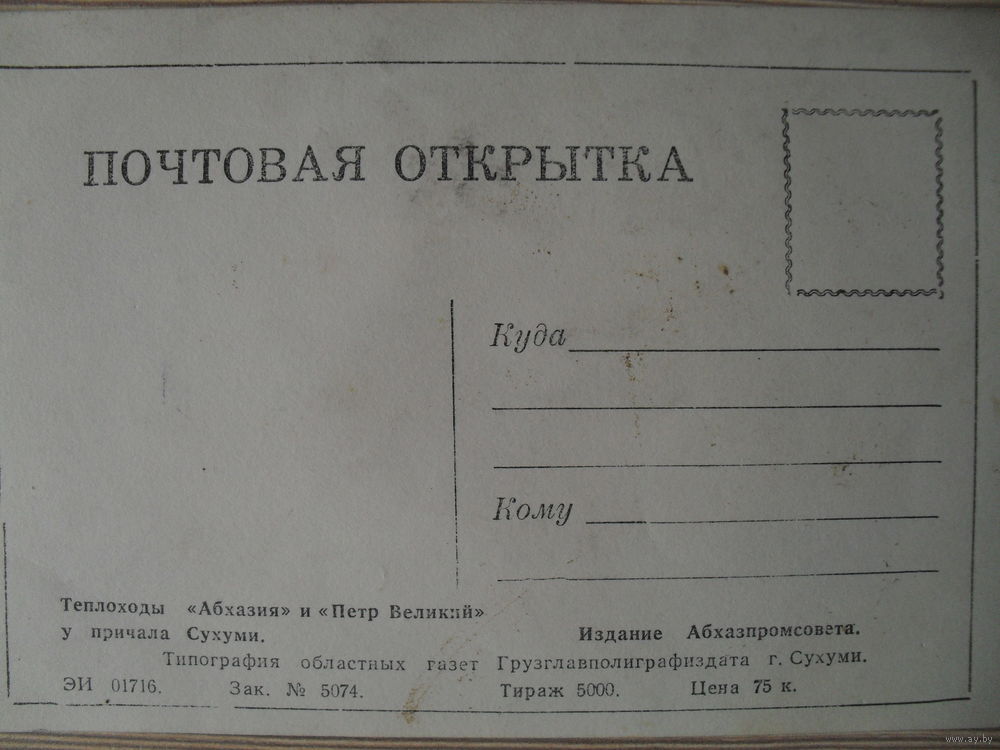 ПОЧТОВАЯ ОТКРЫТКА
Куда
Кому
Теплоходы «Абхазия» и «Петр Великий»
у причала Сухуми.
Издание Абхазпромсовета.
Типография областных газет Грузглавполиграфиздата г. Сухуми.
ЭИ 01716. Зак. № 5074. Тираж 5000. Цена 75 к.
www.ay.by